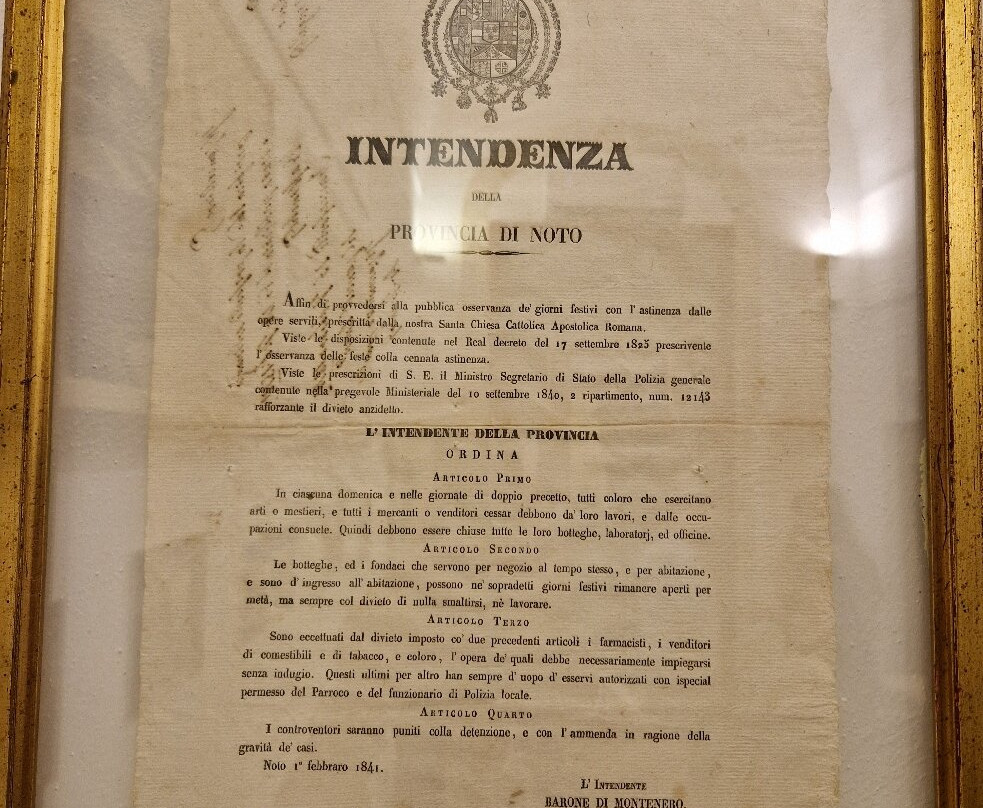 INTENDENZA
DELLA
PROVINCIA DI NOTO
Affin di provvedersi alla pubblica osservanza de' giorni festivi con l' astinenza dalle
opere servili, prescritta dalla nostra Santa Chiesa Cattolica Apostolica Romana.
Viste le disposizioni contenute nel Real decreto del 17 settembre 1825 prescrivente
l' osservanza delle feste colla cennata astinenza.
Viste le prescrizioni di S. E. il Ministro Segretario di Stato della Polizia generale
contenute nella pregevole Ministeriale del 10 settembre 1840, 2 ripartimento, num. 12143
rafforzante il divieto anzidetto.
L' INTENDENTE DELLA PROVINCIA
ORDINA
ARTICOLO PRIMO
In ciascuna domenica e nelle giornate di doppio precetto, tutti coloro che esercitano
arti o mestieri, e tutti i mercanti o venditori cessar debbono da' loro lavori, e dalle occu-
pazioni consuete. Quindi debbono essere chiuse tutte le loro botteghe, laboratorj, ed officine.
ARTICOLO SECONDO
Le botteghe, ed i fondaci che servono per negozio al tempo stesso, e per abitazione,
e sono d' ingresso all' abitazione, possono ne' sopradetti giorni festivi rimanere aperti per
metà, ma sempre col divieto di nulla smaltirsi, nè lavorare.
ARTICOLO TERZO
Sono eccettuati dal divieto imposto co' due precedenti articoli i farmacisti, i venditori
di comestibili e di tabacco, e coloro, l' opera de' quali debbe necessariamente impiegarsi
senza indugio. Questi ultimi per altro han sempre d' uopo d' esservi autorizzati con ispecial
permesso del Parroco e del funzionario di Polizia locale.
ARTICOLO QUARTO
I controventori saranno puniti colla detenzione, e con l' ammenda in ragione della
gravità de' casi.
Noto 1° febbraro 1841.
L' INTENDENTE
BARONE DI MONTENERO.